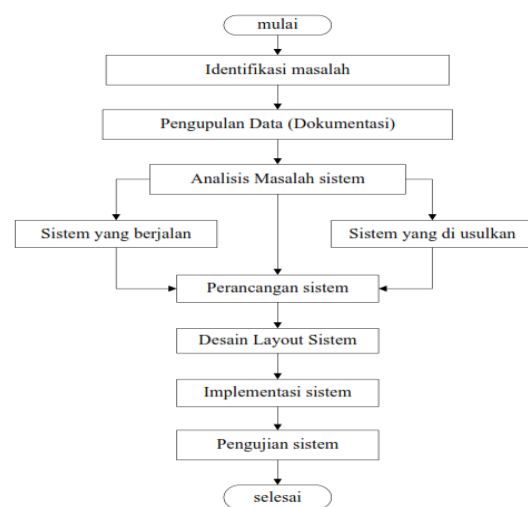 mulai
Identifikasi masalah
Pengupulan Data (Dokumentasi)
Analisis Masalah sistem
Sistem yang berjalan
Sistem yang di usulkan
Perancangan sistem
Desain Layout Sistem
Implementasi sistem
Pengujian sistem
selesai